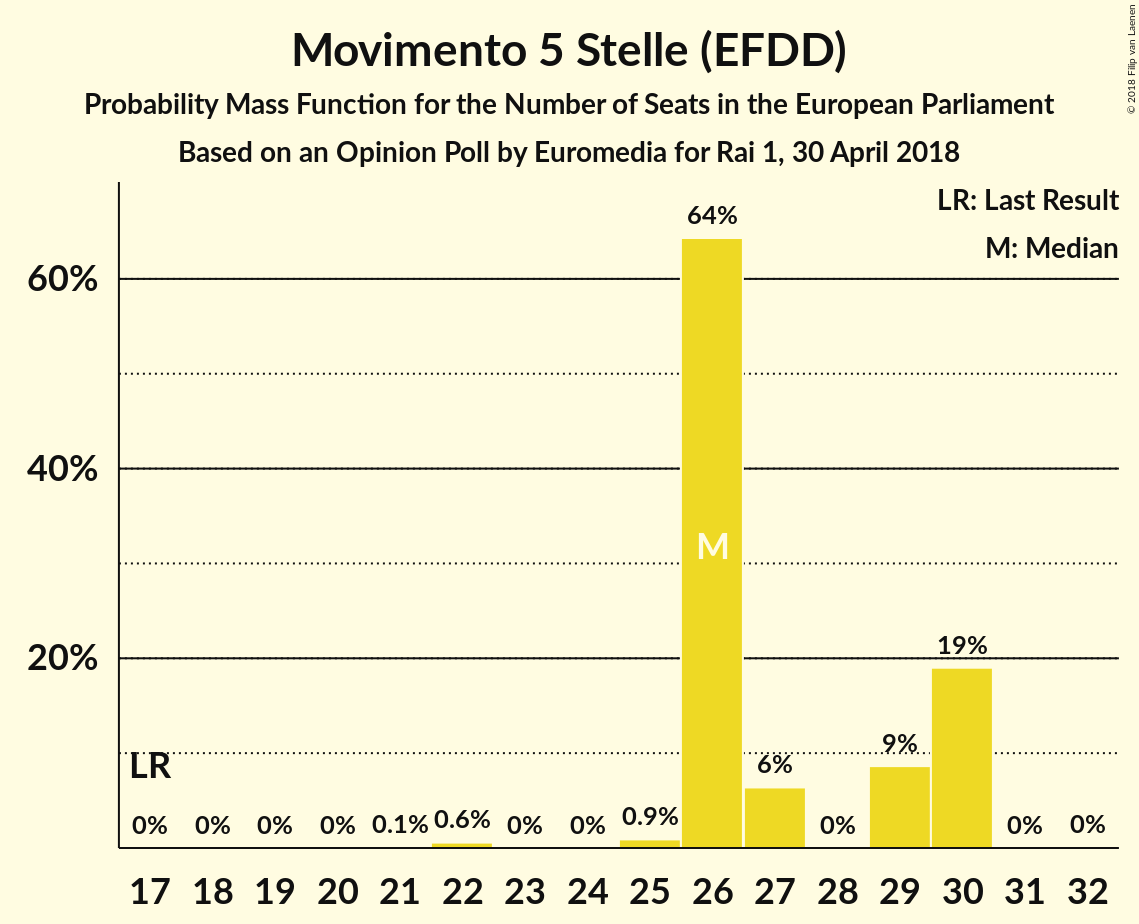 Movimento 5 Stelle (EFDD)
Probability Mass Function for the Number of Seats in the European Parliament
Based on an Opinion Poll by Euromedia for Rai 1, 30 April 2018
© 2018 Filip van Laenen
LR: Last Result
M: Median
60%
40%
20%
64%
M
19%
9%
6%
LR
0% 0% 0% 0% 0.1% 0.6% 0% 0% 0.9% 0% 0% 0%
17 18 19 20 21 22 23 24 25 26 27 28 29 30 31 32